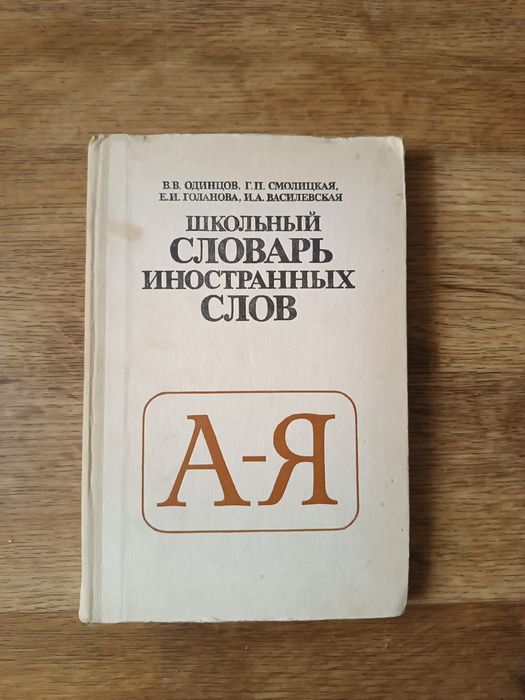 В.В. ОДИНЦОВ, Г.П. СМОЛИЦКАЯ,
Е.И. ГОЛАНОВА, И.А. ВАСИЛЕВСКАЯ
ШКОЛЬНЫЙ
СЛОВАРЬ
ИНОСТРАННЫХ
СЛОВ
А-Я